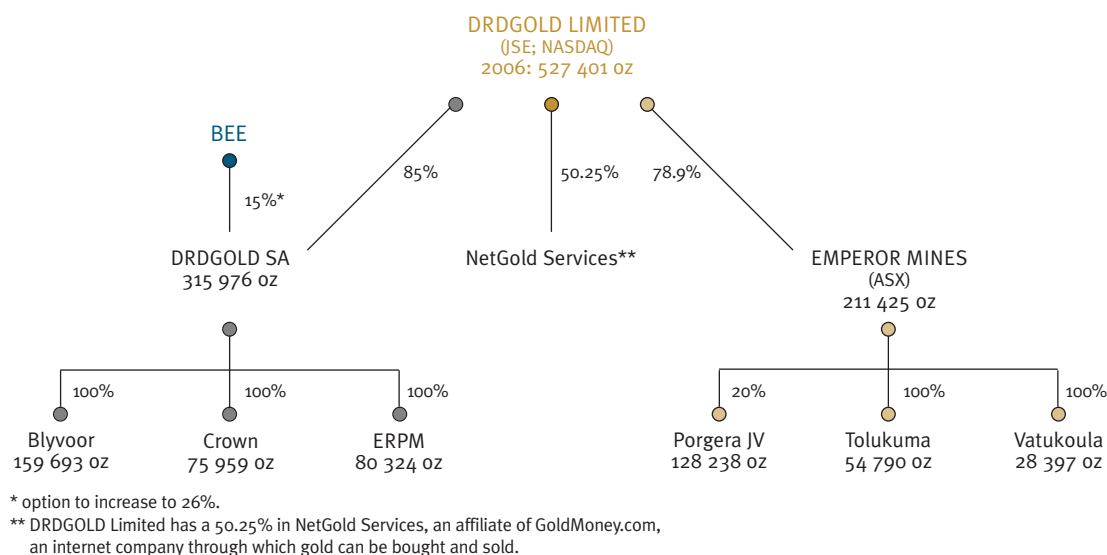 DRDGOLD LIMITED
(JSE; NASDAQ)
2006: 527 401 oz
BEE
85%
50.25%
78.9%
15%*
DRDGOLD SA
315 976 oz
NetGold Services**
EMPEROR MINES
(ASX)
211 425 oz
100%
100%
100%
20%
100%
100%
Blyvoor
159 693 oz
Crown
75 959 oz
ERPM
80 324 oz
Porgera JV
128 238 oz
Tolukuma
54 790 oz
Vatukoula
28 397 oz
* option to increase to 26%.
** DRDGOLD Limited has a 50.25% in NetGold Services, an affiliate of GoldMoney.com,
an internet company through which gold can be bought and sold.